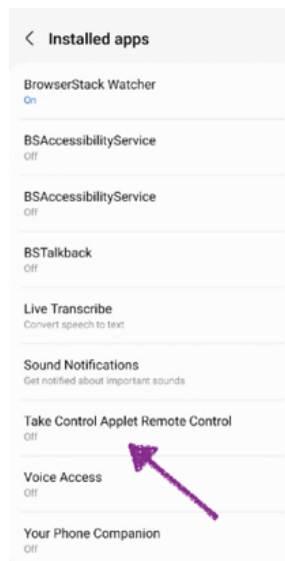 Installed apps
BrowserStack Watcher
On
BSAccessibilityService
Off
BSAccessibilityService
Off
BSTalkback
Off
Live Transcribe
Convert speech to text
Sound Notifications
Get notified about important sounds
Take Control Applet Remote Control
Off
Voice Access
Off
Your Phone Companion
Off